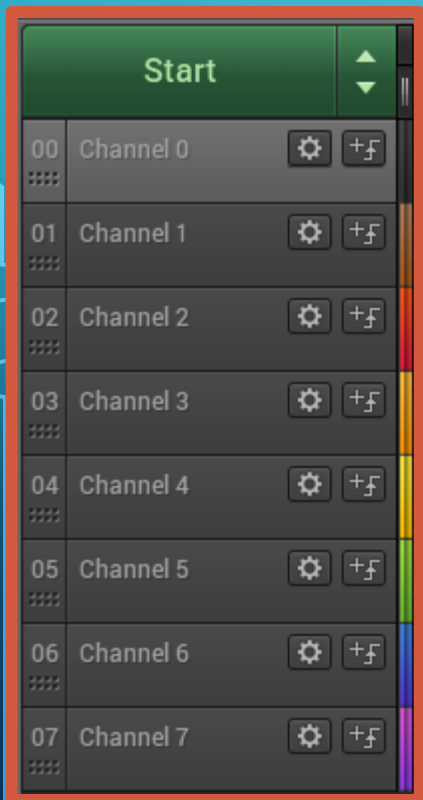 Start
00 Channel 0
01 Channel 1
02 Channel 2
03 Channel 3
04 Channel 4
05 Channel 5
06 Channel 6
07 Channel 7